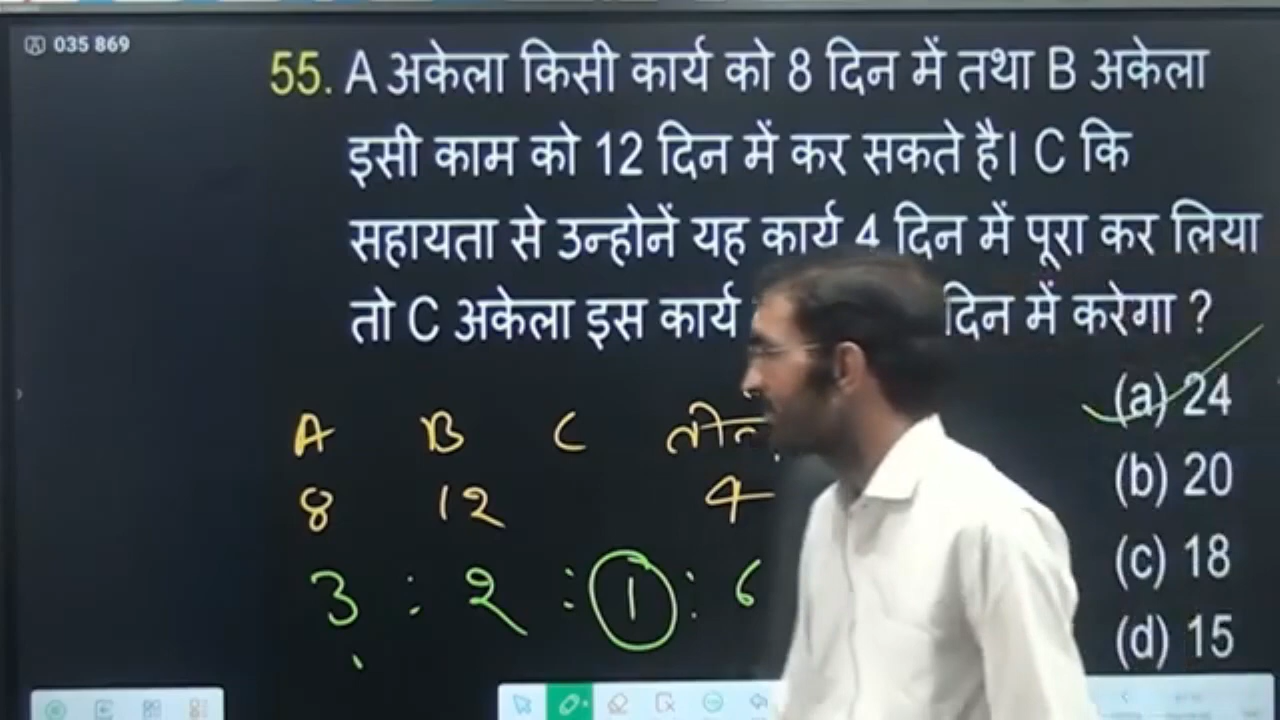 035 869
55. A अकेला किसी कार्य को 8 दिन में तथा B अकेला
इसी काम को 12 दिन में कर सकते है। C कि
सहायता से उन्होनें यह कार्य 4 दिन में पूरा कर लिया
तो C अकेला इस कार्य दिन में करेगा ?
(a) 24
(b) 20
(c) 18
(d) 15
A B C
8 12 4
3 : २ : 1 : 6